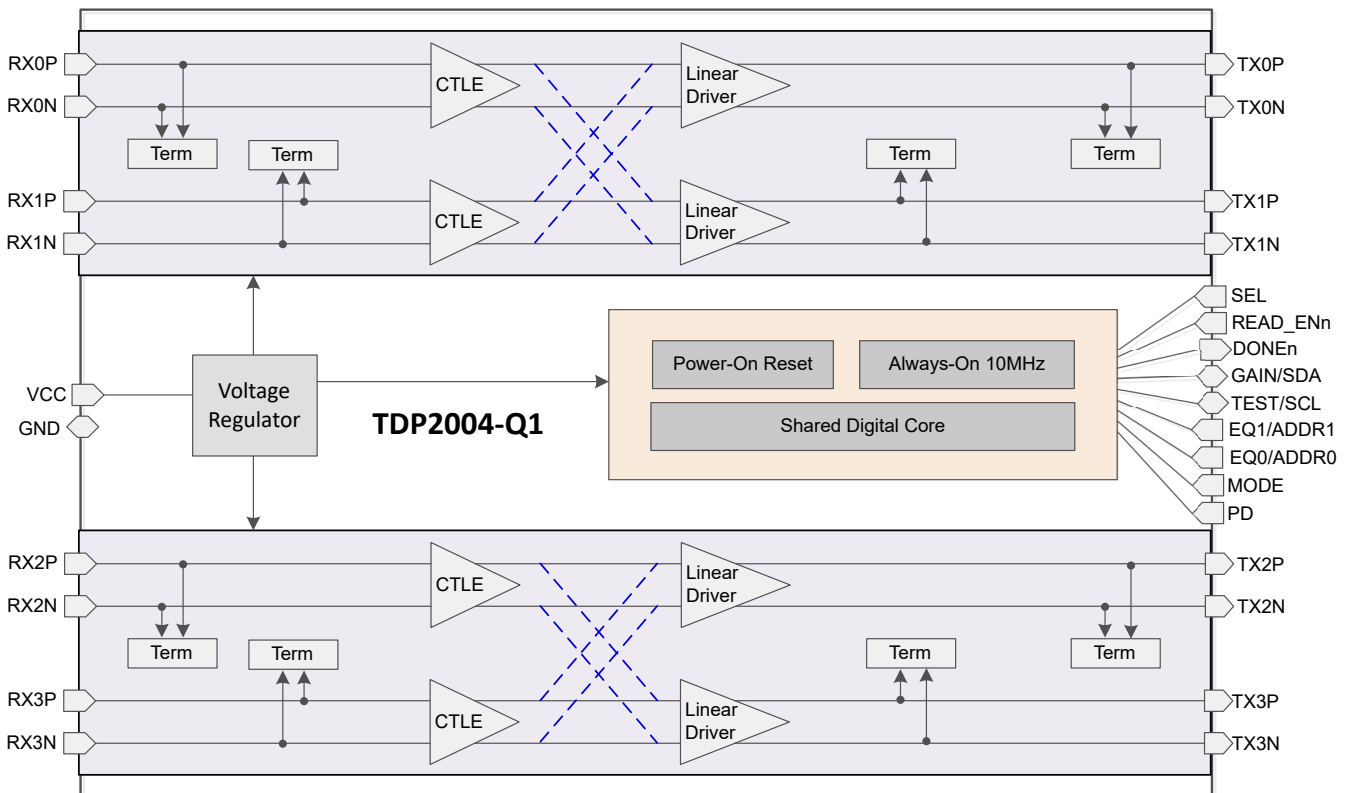 RX0P
CTLE
Linear
Driver
TX0P
RX0N
TX0N
Term
Term
Term
Term
RX1P
CTLE
Linear
Driver
TX1P
RX1N
TX1N
SEL
READ_ENn
DONEn
GAIN/SDA
TEST/SCL
EQ1/ADDR1
EQ0/ADDR0
MODE
PD
Power-On Reset
Always-On 10MHz
Shared Digital Core
VCC
GND
Voltage
Regulator
TDP2004-Q1
RX2P
CTLE
Linear
Driver
TX2P
RX2N
TX2N
Term
Term
Term
Term
RX3P
CTLE
Linear
Driver
TX3P
RX3N
TX3N